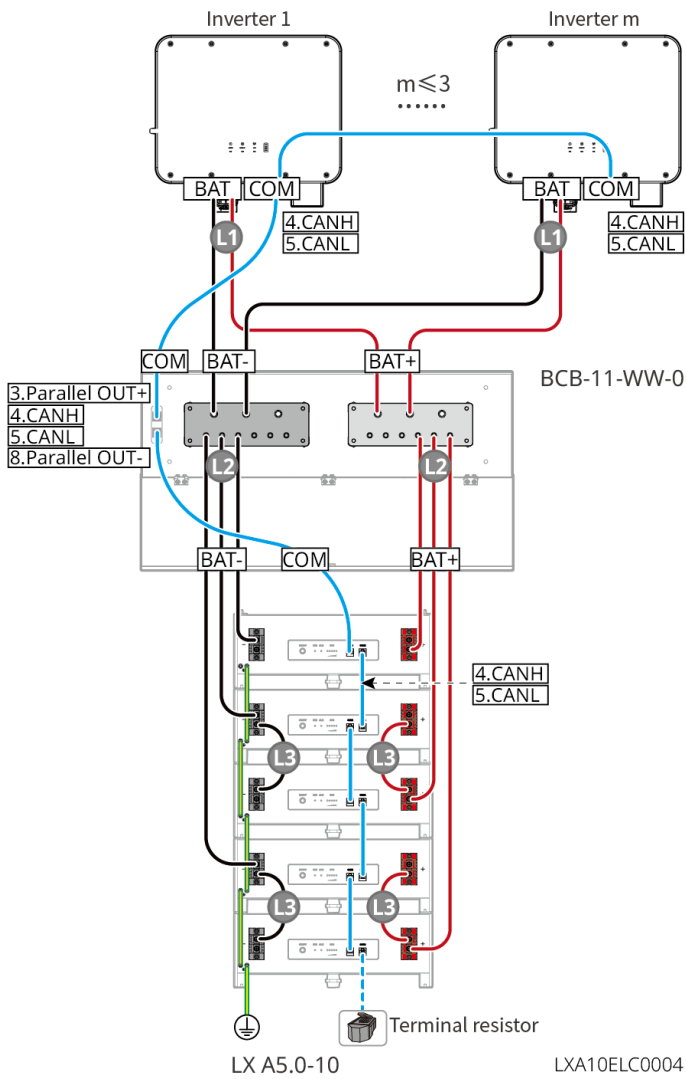 Inverter 1
Inverter m
m≤3
......
BAT
COM
BAT
COM
4.CANH
5.CANL
4.CANH
5.CANL
L1
L1
COM
BAT-
BAT+
BCB-11-WW-0
3.Parallel OUT+
4.CANH
5.CANL
8.Parallel OUT-
L2
L2
BAT-
COM
BAT+
4.CANH
5.CANL
L3
L3
L3
L3
Terminal resistor
LX A5.0-10
LXA10ELC0004